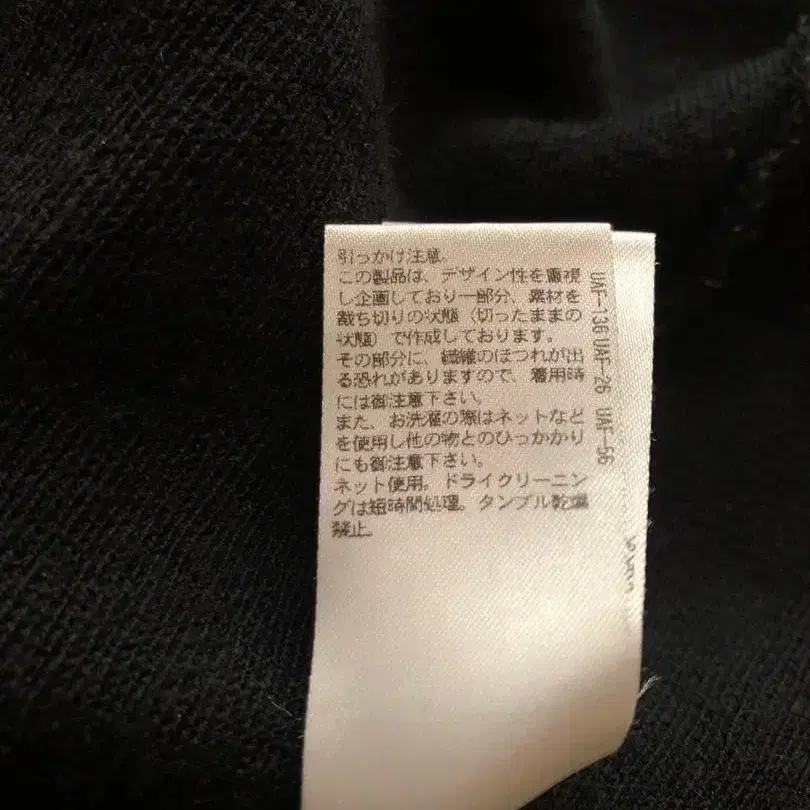 引っかけ注意。
この製品は、デザイン性を重視
し企画しており一部分、素材を
裁ち切りの状態（切ったままの
状態）で作成しております。
その部分に、繊維のほつれが出
る恐れがありますので、着用時
には御注意下さい。
また、お洗濯の際はネットなど
を使用し他の物とのひっかかり
にも御注意下さい。
ネット使用。ドライクリーニン
グは短時間処理。タンブル乾燥
禁止。
UAF-136 UAF-26 UAF-56